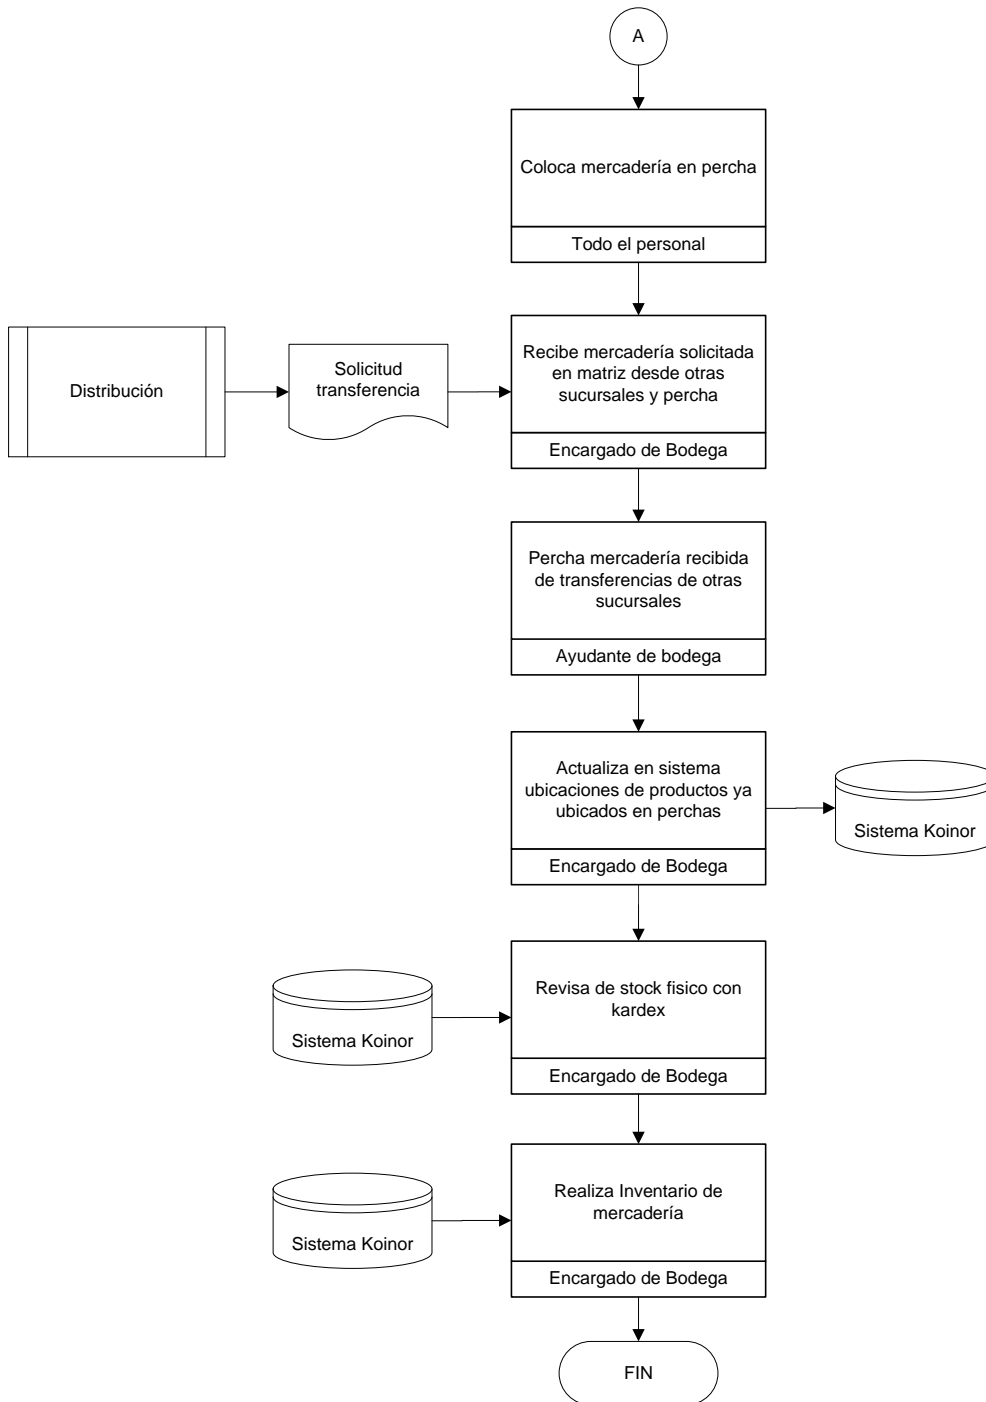 A
Coloca mercadería en percha
Todo el personal
Distribución
Solicitud
transferencia
Recibe mercadería solicitada
en matriz desde otras
sucursales y percha
Encargado de Bodega
Percha mercadería recibida
de transferencias de otras
sucursales
Ayudante de bodega
Actualiza en sistema
ubicaciones de productos ya
ubicados en perchas
Encargado de Bodega
Sistema Koinor
Sistema Koinor
Revisa de stock fisico con
kardex
Encargado de Bodega
Sistema Koinor
Realiza Inventario de
mercadería
Encargado de Bodega
FIN